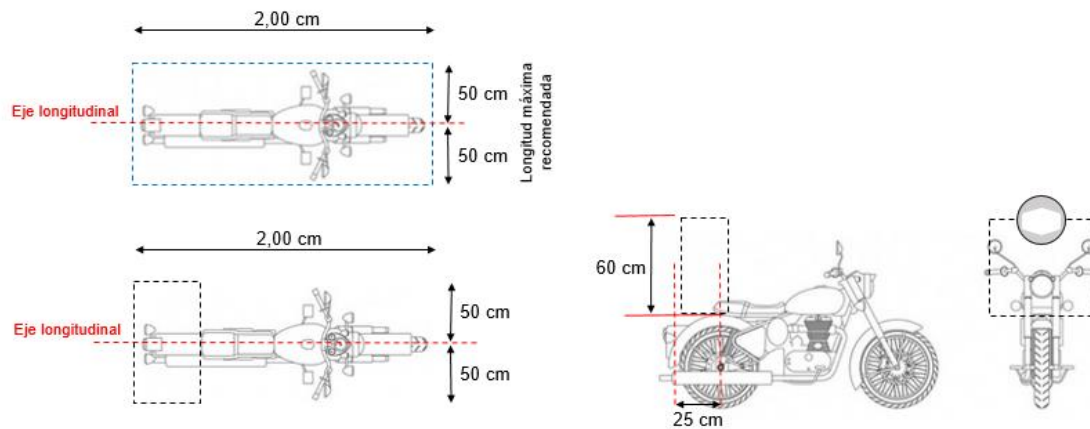 2,00 cm
Eje longitudinal
50 cm
50 cm
Longitud máxima
recomendada
2,00 cm
Eje longitudinal
50 cm
50 cm
60 cm
25 cm